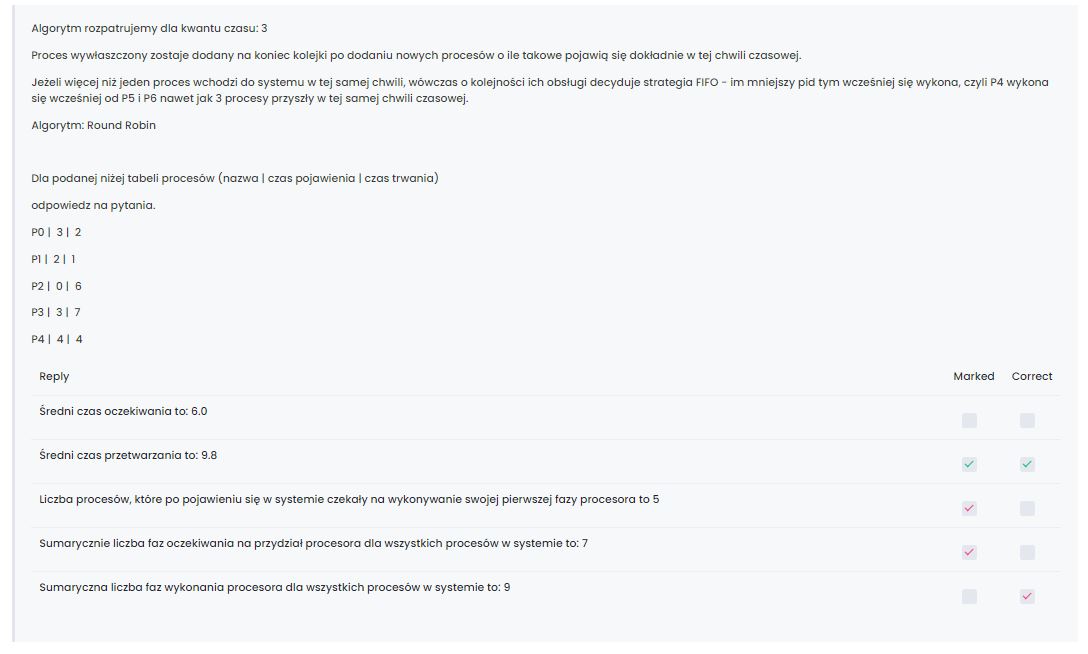 Algorytm rozpatrujemy dla kwantu czasu: 3
Proces wywłaszczony zostaje dodany na koniec kolejki po dodaniu nowych procesów o ile takowe pojawią się dokładnie w tej chwili czasowej.
Jeżeli więcej niż jeden proces wchodzi do systemu w tej samej chwili, wówczas o kolejności ich obsługi decyduje strategia FIFO - im mniejszy pid tym wcześniej się wykona, czyli P4 wykona
się wcześniej od P5 i P6 nawet jak 3 procesy przyszły w tej samej chwili czasowej.
Algorytm: Round Robin
Dla podanej niżej tabeli procesów (nazwa | czas pojawienia | czas trwania)
odpowiedz na pytania.
P0 | 3 | 2
P1 | 2 | 1
P2 | 0 | 6
P3 | 3 | 7
P4 | 4 | 4
Reply Marked Correct
Średni czas oczekiwania to: 6.0
Średni czas przetwarzania to: 9.8
Liczba procesów, które po pojawieniu się w systemie czekały na wykonywanie swojej pierwszej fazy procesora to 5
Sumarycznie liczba faz oczekiwania na przydział procesora dla wszystkich procesów w systemie to: 7
Sumaryczna liczba faz wykonania procesora dla wszystkich procesów w systemie to: 9